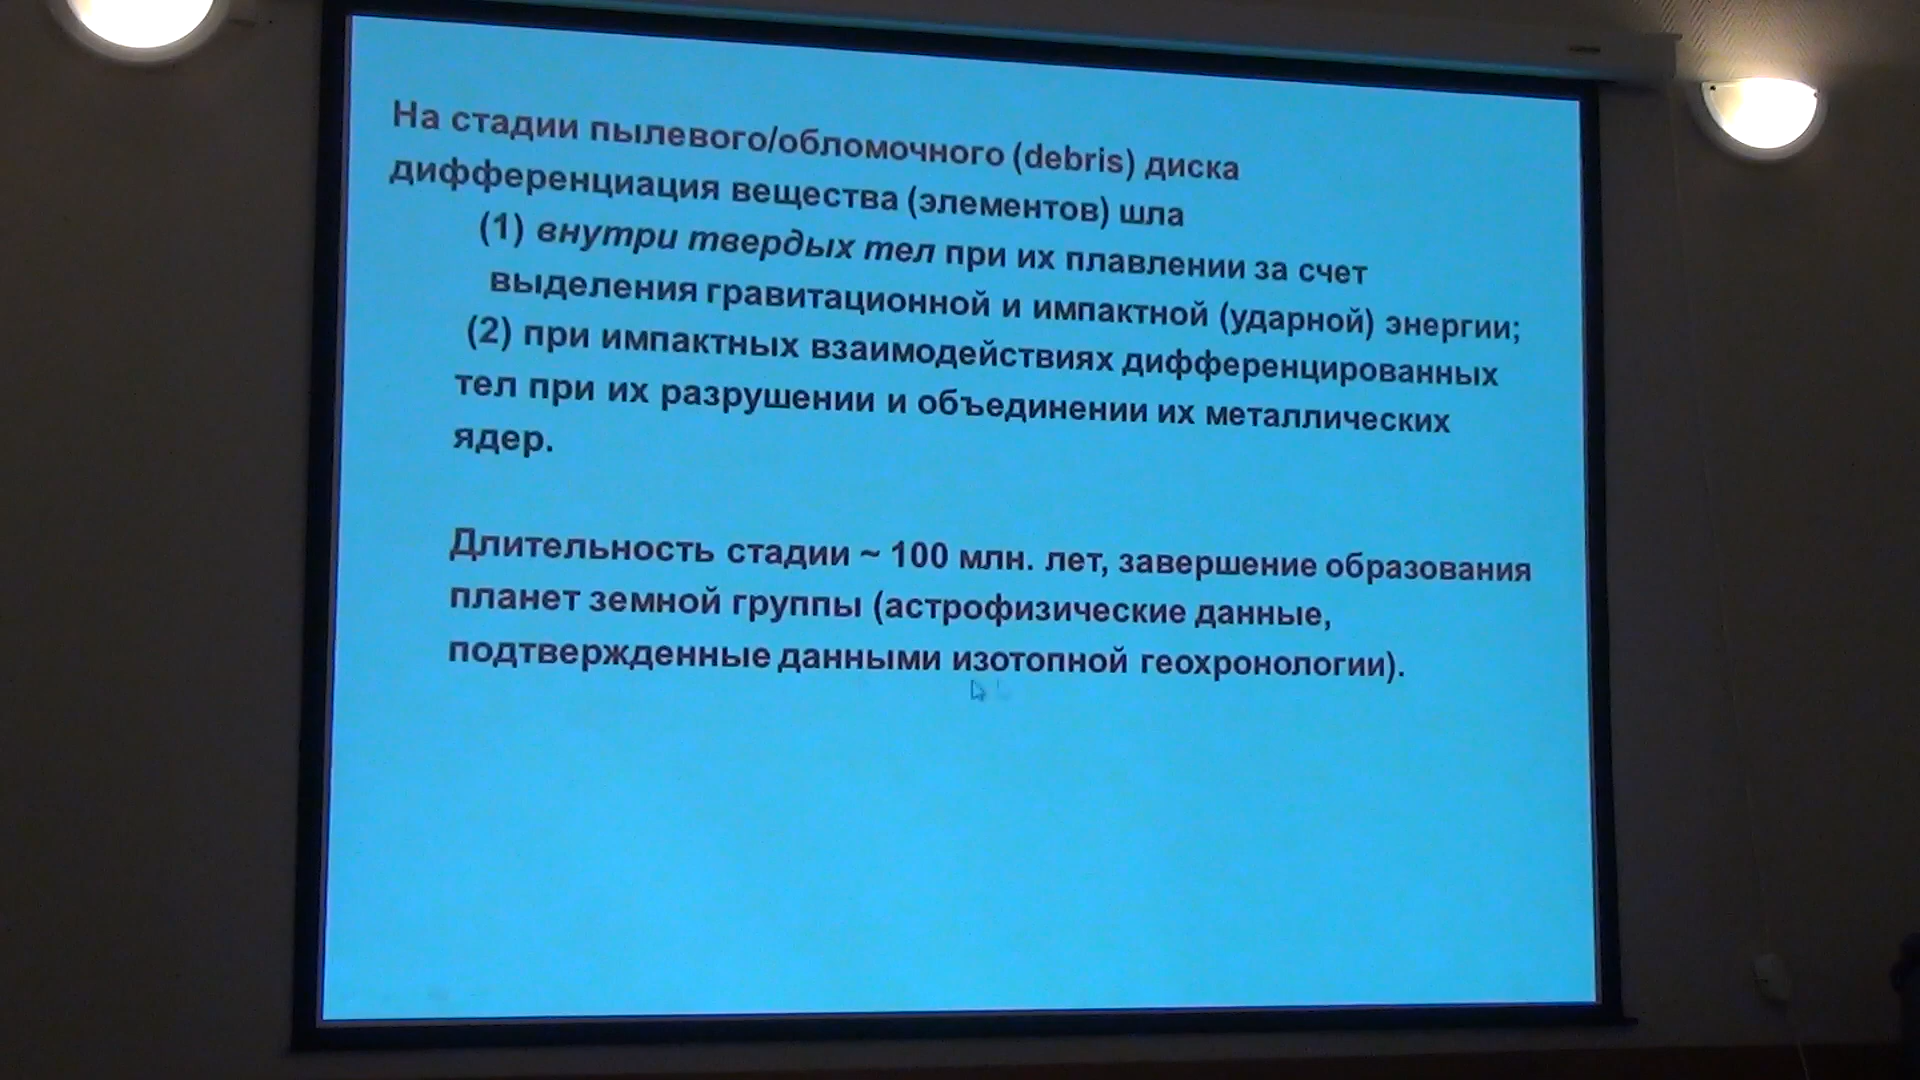 На стадии пылевого/обломочного (debris) диска
дифференциация вещества (элементов) шла
(1) внутри твердых тел при их плавлении за счет
выделения гравитационной и импактной (ударной) энергии;
(2) при импактных взаимодействиях дифференцированных
тел при их разрушении и объединении их металлических
ядер.
Длительность стадии ~ 100 млн. лет, завершение образования
планет земной группы (астрофизические данные,
подтвержденные данными изотопной геохронологии).